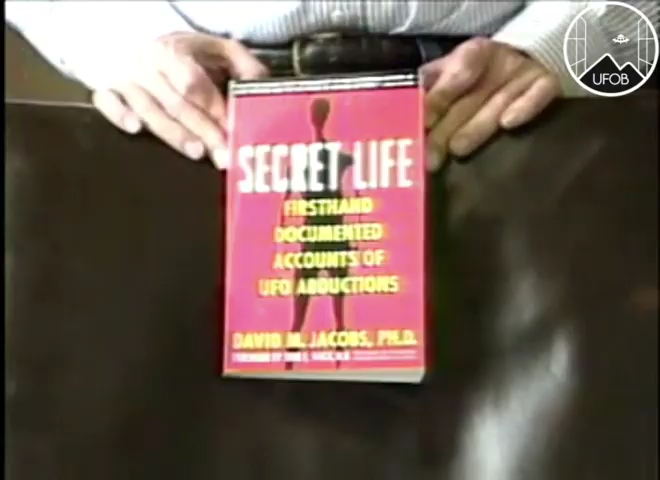 UFOB
SECRET LIFE
FIRSTHAND
DOCUMENTED
ACCOUNTS OF
UFO ABDUCTIONS
DAVID M. JACOBS, PH.D.